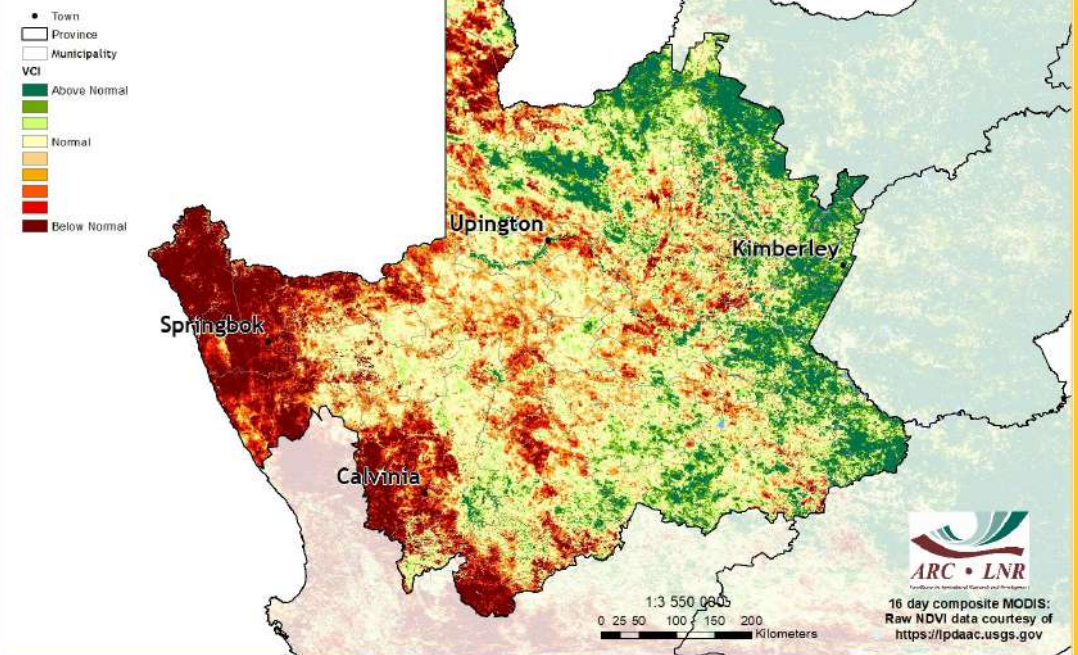 Town
Province
Municipality
VCI
Above Normal
Normal
Below Normal
Upington
Kimberley
Springbok
Calvinia
ARC • LNR
1:3 550 000
0 25 50 100 150 200
Kilometers
16 day composite MODIS:
Raw NDVI data courtesy of
https://lpdaac.usgs.gov